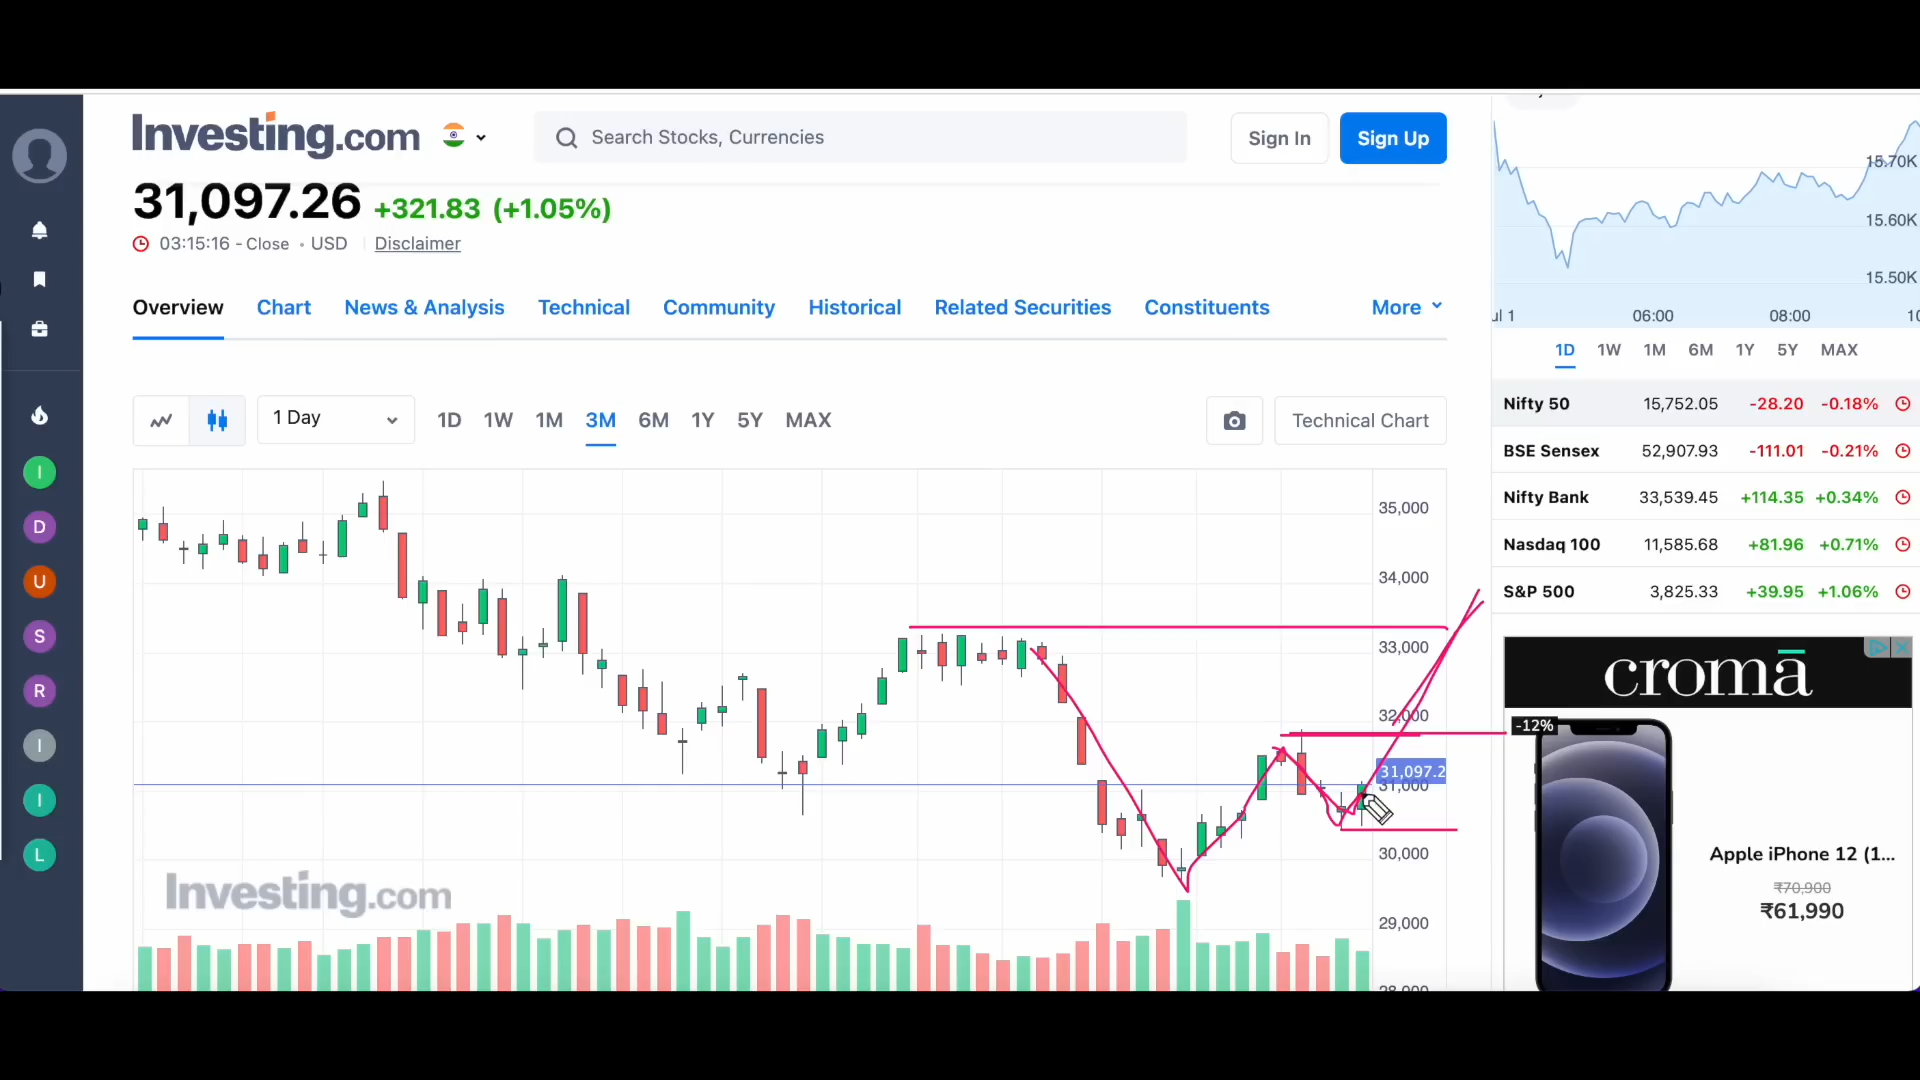 Investing.com
Search Stocks, Currencies
Sign In
Sign Up
31,097.26 +321.83 (+1.05%)
03:15:16 - Close • USD
Disclaimer
Overview
Chart
News & Analysis
Technical
Community
Historical
Related Securities
Constituents
More
1 Day
1D 1W 1M 3M 6M 1Y 5Y MAX
Technical Chart
35,000
34,000
33,000
32,000
31,097.2
31,000
30,000
29,000
28,000
Investing.com
I
D
U
S
R
I
I
L
15.70K
15.60K
15.50K
ul 1
06:00
08:00
10
1D 1W 1M 6M 1Y 5Y MAX
Nifty 50 15,752.05 -28.20 -0.18%
BSE Sensex 52,907.93 -111.01 -0.21%
Nifty Bank 33,539.45 +114.35 +0.34%
Nasdaq 100 11,585.68 +81.96 +0.71%
S&P 500 3,825.33 +39.95 +1.06%
cromā
-12%
Apple iPhone 12 (1...
₹70,900
₹61,990